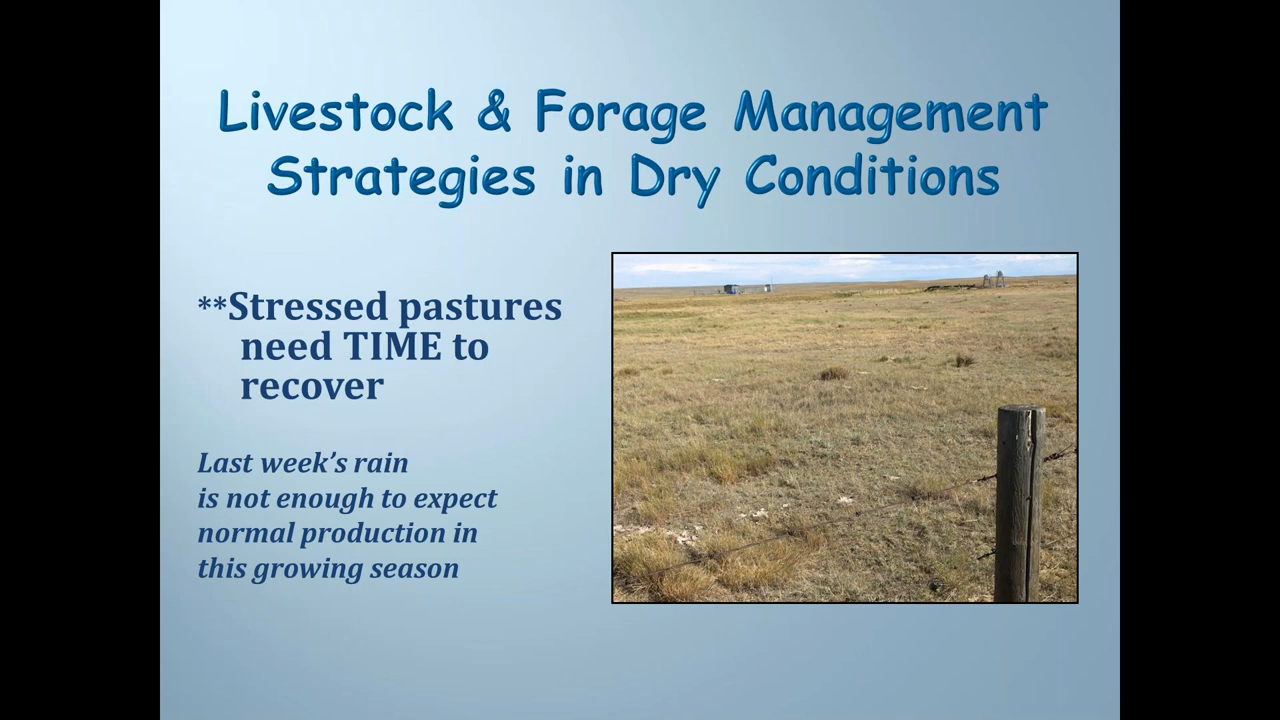 Livestock & Forage Management
Strategies in Dry Conditions
**Stressed pastures
need TIME to
recover
Last week’s rain
is not enough to expect
normal production in
this growing season